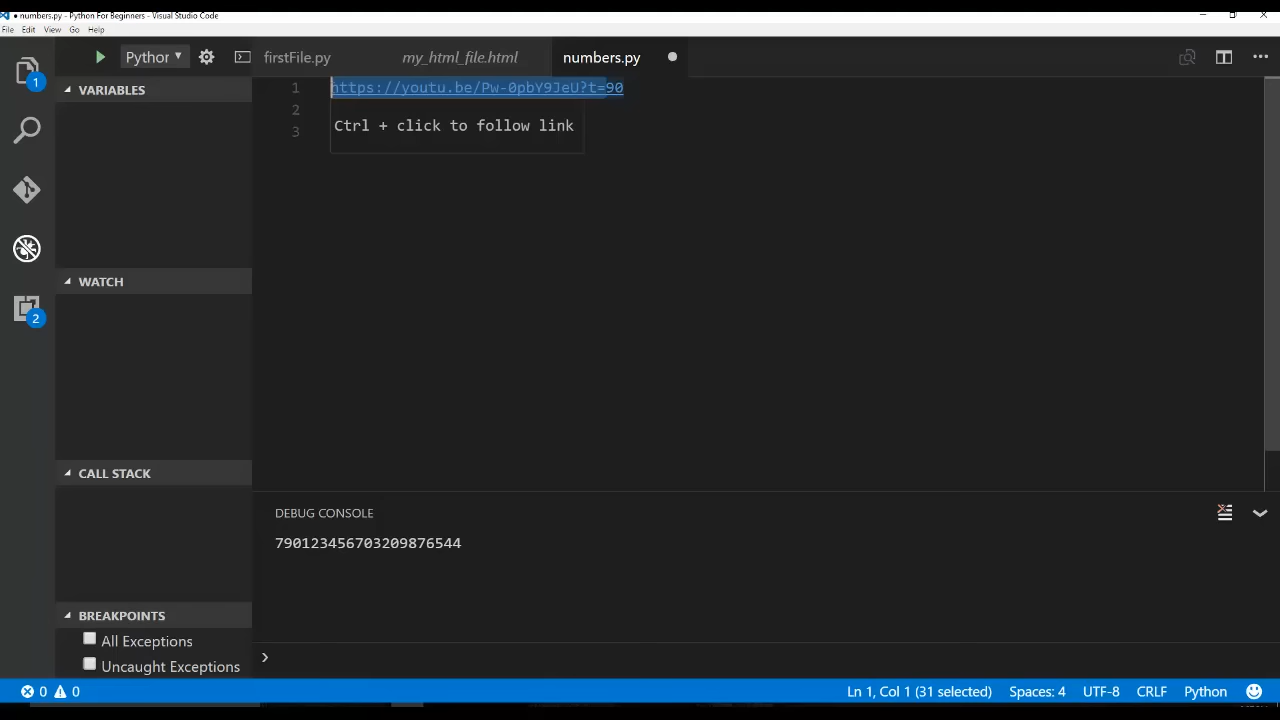 ● numbers.py - Python For Beginners - Visual Studio Code
File Edit View Go Help
Python firstFile.py my_html_file.html numbers.py
1
VARIABLES
1 https://youtu.be/Pw-0pbY9JeU?t=90
2
Ctrl + click to follow link
3
WATCH
2
CALL STACK
DEBUG CONSOLE
790123456703209876544
BREAKPOINTS
All Exceptions
Uncaught Exceptions
0 0 Ln 1, Col 1 (31 selected) Spaces: 4 UTF-8 CRLF Python